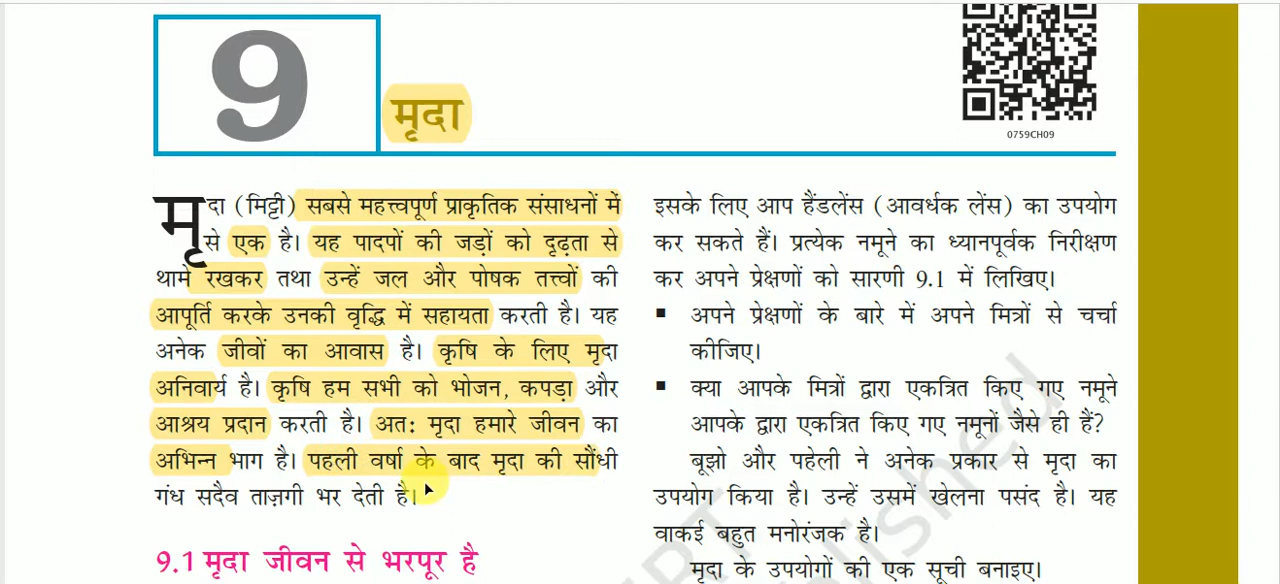 9
मृदा
0759CH09
मृदा (मिट्टी) सबसे महत्त्वपूर्ण प्राकृतिक संसाधनों में
से एक है। यह पादपों की जड़ों को दृढ़ता से
थामे रखकर तथा उन्हें जल और पोषक तत्त्वों की
आपूर्ति करके उनकी वृद्धि में सहायता करती है। यह
अनेक जीवों का आवास है। कृषि के लिए मृदा
अनिवार्य है। कृषि हम सभी को भोजन, कपड़ा और
आश्रय प्रदान करती है। अतः मृदा हमारे जीवन का
अभिन्न भाग है। पहली वर्षा के बाद मृदा की सौंधी
गंध सदैव ताज़गी भर देती है।
9.1 मृदा जीवन से भरपूर है
इसके लिए आप हैंडलेंस (आवर्धक लेंस) का उपयोग
कर सकते हैं। प्रत्येक नमूने का ध्यानपूर्वक निरीक्षण
कर अपने प्रेक्षणों को सारणी 9.1 में लिखिए।
▪ अपने प्रेक्षणों के बारे में अपने मित्रों से चर्चा
कीजिए।
▪ क्या आपके मित्रों द्वारा एकत्रित किए गए नमूने
आपके द्वारा एकत्रित किए गए नमूनों जैसे ही हैं?
बूझो और पहेली ने अनेक प्रकार से मृदा का
उपयोग किया है। उन्हें उसमें खेलना पसंद है। यह
वाकई बहुत मनोरंजक है।
मृदा के उपयोगों की एक सूची बनाइए।